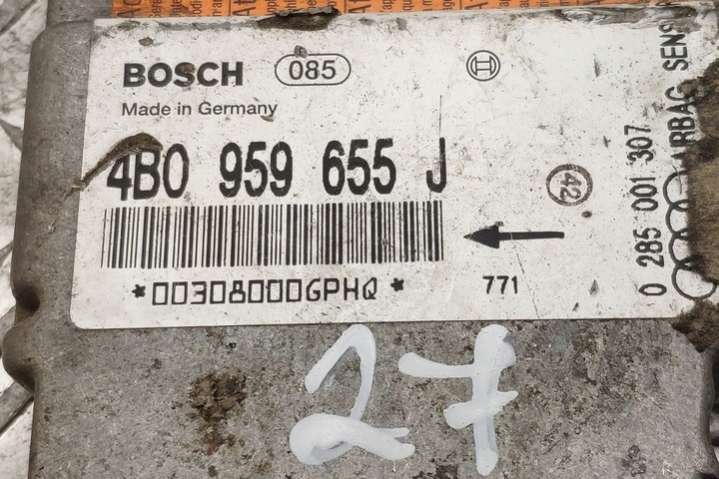 BOSCH 085
Made in Germany
4B0 959 655 J
42
*00308000GPHQ*
771
0 285 001 307
AIRBAG SENS
27